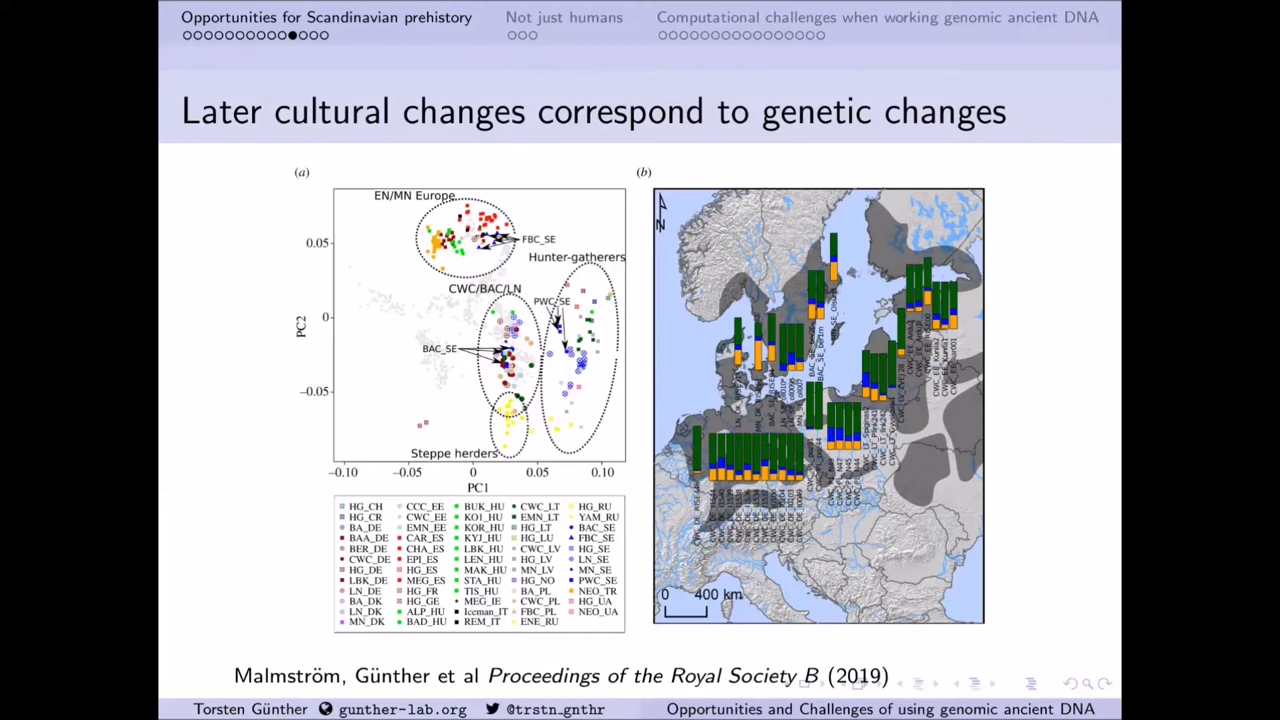 Opportunities for Scandinavian prehistory Not just humans Computational challenges when working genomic ancient DNA
Later cultural changes correspond to genetic changes
(a) (b)
EN/MN Europe
FBC_SE
Hunter-gatherers
CWC/BAC/LN
PWC_SE
BAC_SE
Steppe herders
0.05
0
−0.05
PC2
−0.10 −0.05 0 0.05 0.10
PC1
HG_CH CCC_EE BUK_HU CWC_LT HG_RU
HG_CR CWC_EE KO1_HU EMN_LT YAM_RU
BA_DE EMN_EE KOR_HU HG_LT BAC_SE
BAA_DE CAR_ES KYJ_HU HG_LU FBC_SE
BER_DE CHA_ES LBK_HU CWC_LV HG_SE
CWC_DE EPI_ES LEN_HU HG_LV LN_SE
HG_DE HG_ES MAK_HU MN_LV MN_SE
LBK_DE MEG_ES STA_HU HG_NO PWC_SE
LN_DE HG_FR TIS_HU BA_PL NEO_TR
BA_DK HG_GE MEG_IE CWC_PL HG_UA
LN_DK ALP_HU Iceman_IT FBC_PL NEO_UA
MN_DK BAD_HU REM_IT ENE_RU
N
0 400 km
Malmström, Günther et al Proceedings of the Royal Society B (2019)
Torsten Günther gunther-lab.org @trstn_gnthr Opportunities and Challenges of using genomic ancient DNA